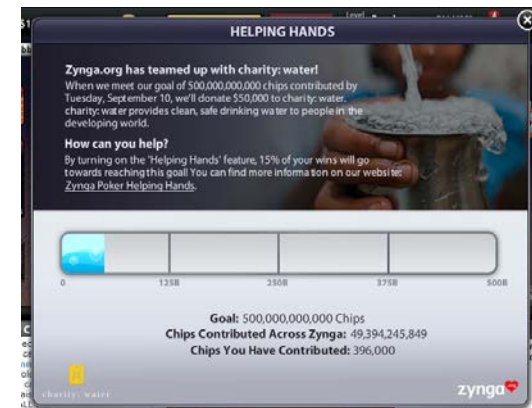 HELPING HANDS
Zynga.org has teamed up with charity: water!
When we meet our goal of 500,000,000,000 chips contributed by
Tuesday, September 10, we'll donate $50,000 to charity: water.
charity: water provides clean, safe drinking water to people in the
developing world.
How can you help?
By turning on the 'Helping Hands' feature, 15% of your wins will go
towards reaching this goal! You can find more information on our website:
Zynga Poker Helping Hands.
0 125B 250B 375B 500B
Goal: 500,000,000,000 Chips
Chips Contributed Across Zynga: 49,394,245,849
Chips You Have Contributed: 396,000
charity: water
zynga